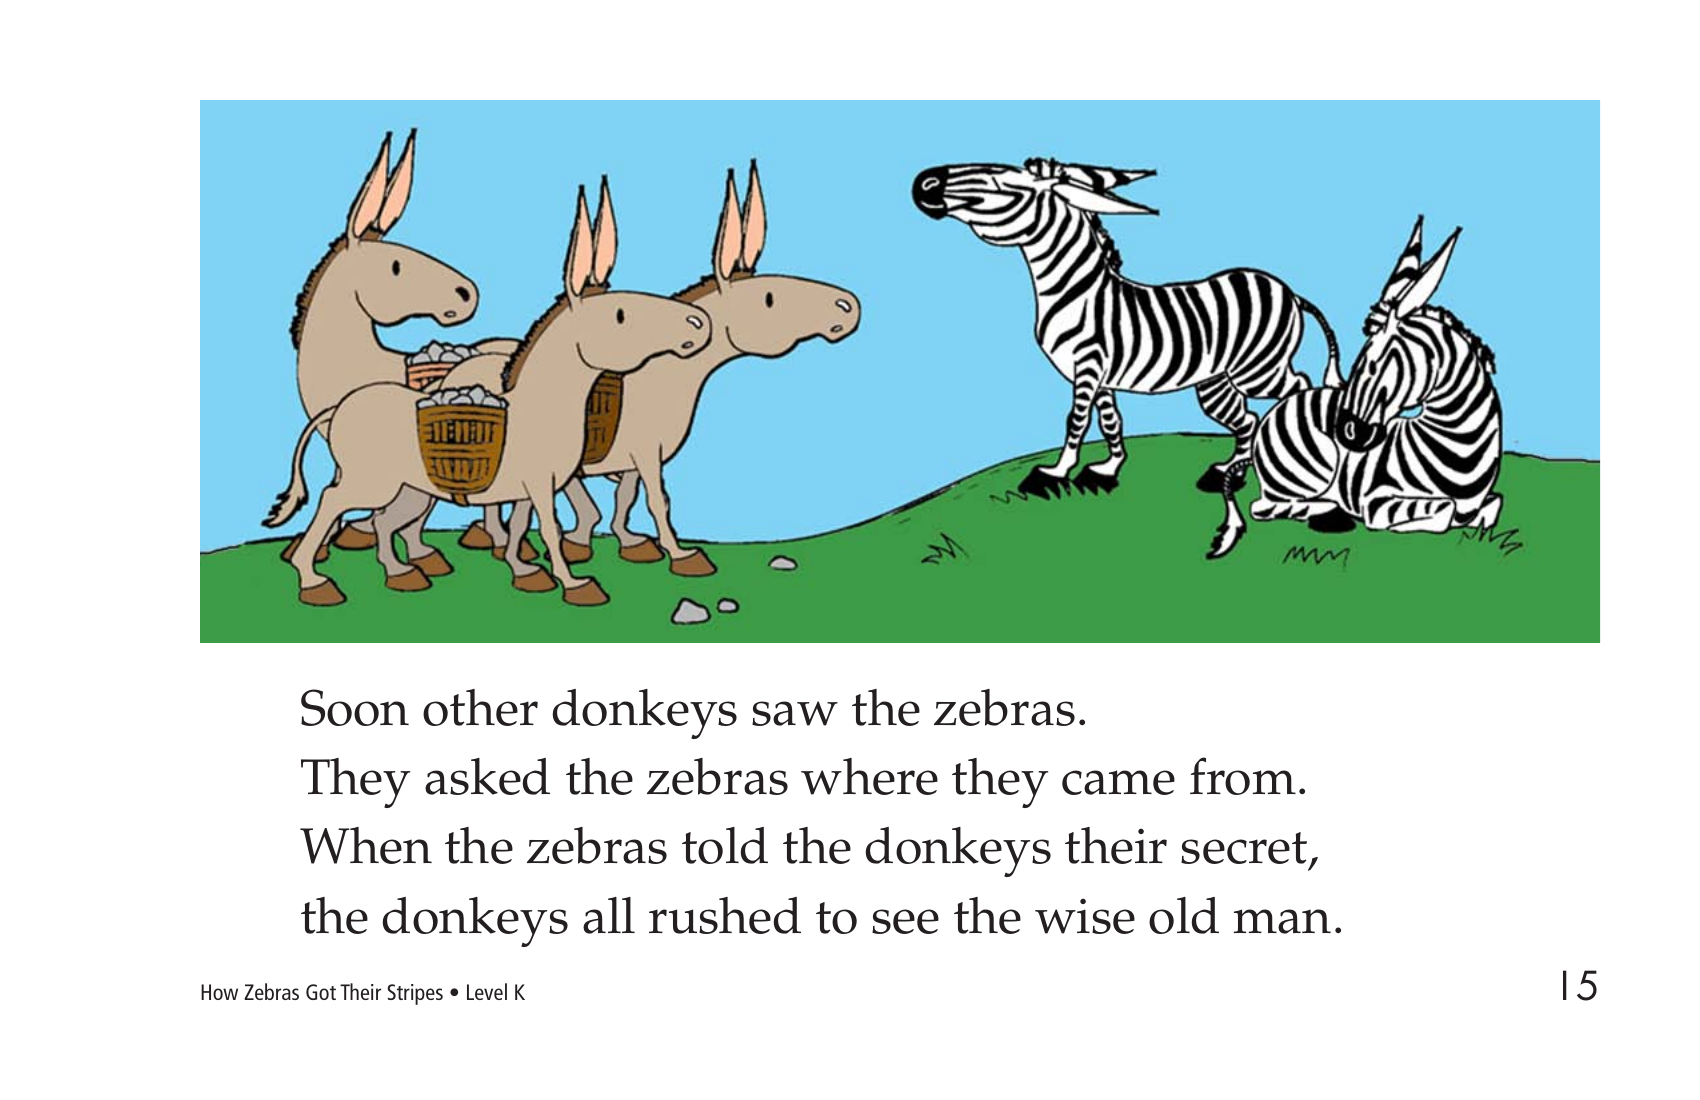 Soon other donkeys saw the zebras.
They asked the zebras where they came from.
When the zebras told the donkeys their secret,
the donkeys all rushed to see the wise old man.
How Zebras Got Their Stripes • Level K
15